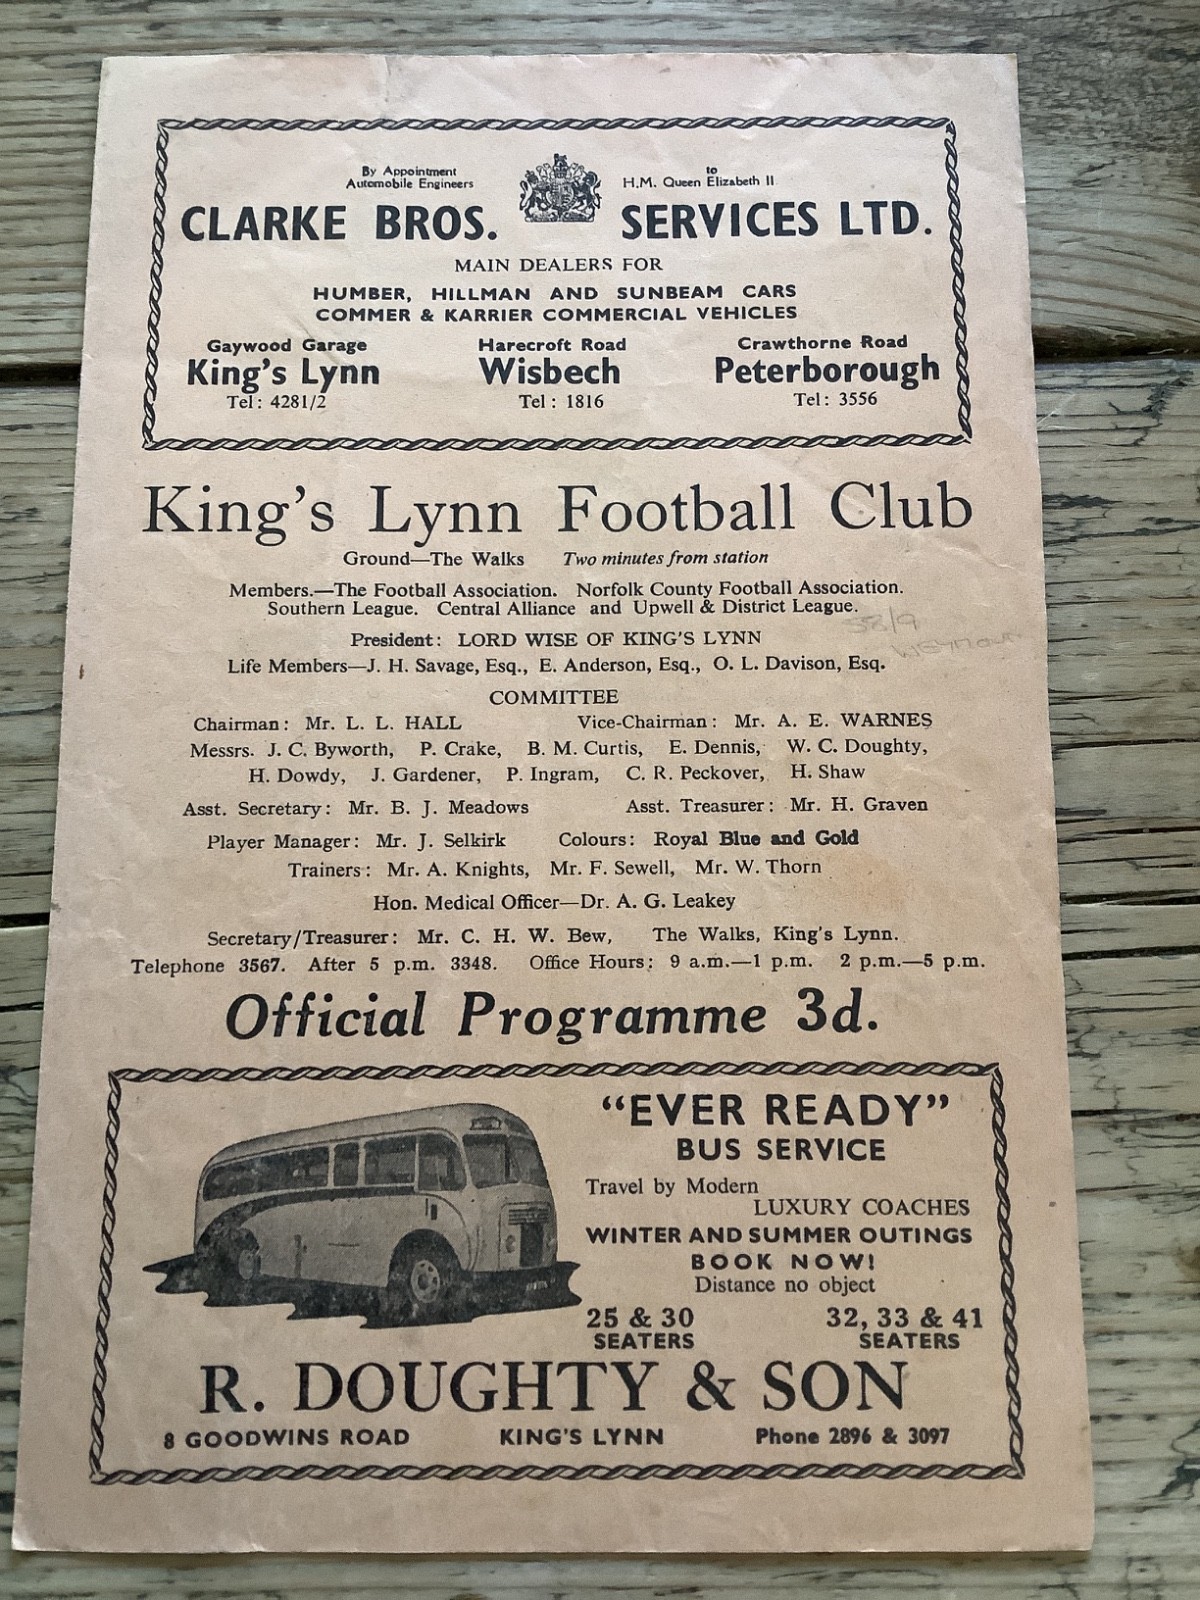 By Appointment to
Automobile Engineers H.M. Queen Elizabeth II
CLARKE BROS. SERVICES LTD.
MAIN DEALERS FOR
HUMBER, HILLMAN AND SUNBEAM CARS
COMMER & KARRIER COMMERCIAL VEHICLES
Gaywood Garage Harecroft Road Crawthorne Road
King's Lynn Wisbech Peterborough
Tel: 4281/2 Tel: 1816 Tel: 3556
King's Lynn Football Club
Ground—The Walks Two minutes from station
Members.—The Football Association. Norfolk County Football Association.
Southern League. Central Alliance and Upwell & District League.
58/9
President: LORD WISE OF KING'S LYNN
Life Members—J. H. Savage, Esq., E. Anderson, Esq., O. L. Davison, Esq.
COMMITTEE
Chairman: Mr. L. L. HALL Vice-Chairman: Mr. A. E. WARNES
Messrs. J. C. Byworth, P. Crake, B. M. Curtis, E. Dennis, W. C. Doughty,
H. Dowdy, J. Gardener, P. Ingram, C. R. Peckover, H. Shaw
Asst. Secretary: Mr. B. J. Meadows Asst. Treasurer: Mr. H. Graven
Player Manager: Mr. J. Selkirk Colours: Royal Blue and Gold
Trainers: Mr. A. Knights, Mr. F. Sewell, Mr. W. Thorn
Hon. Medical Officer—Dr. A. G. Leakey
Secretary/Treasurer: Mr. C. H. W. Bew, The Walks, King's Lynn.
Telephone 3567. After 5 p.m. 3348. Office Hours: 9 a.m.—1 p.m. 2 p.m.—5 p.m.
Official Programme 3d.
"EVER READY"
BUS SERVICE
Travel by Modern
LUXURY COACHES
WINTER AND SUMMER OUTINGS
BOOK NOW!
Distance no object
25 & 30 32, 33 & 41
SEATERS SEATERS
R. DOUGHTY & SON
8 GOODWINS ROAD KING'S LYNN Phone 2896 & 3097